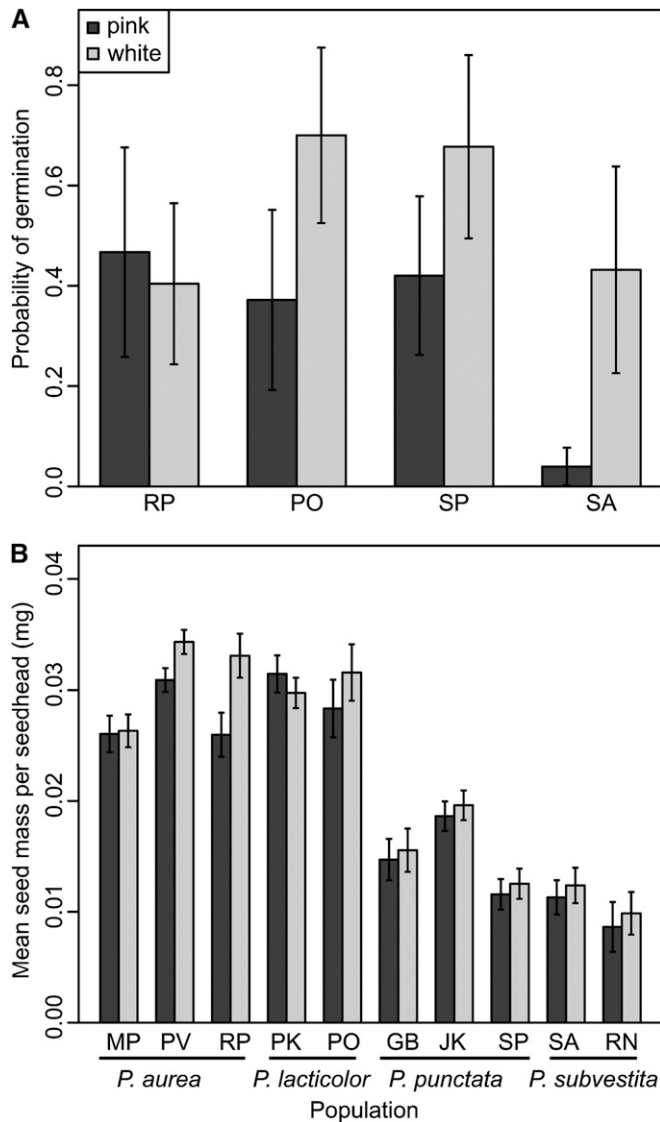 A
pink
white
Probability of germination
0.8
0.6
0.4
0.2
0.0
RP PO SP SA
B
Mean seed mass per seedhead (mg)
0.04
0.03
0.02
0.01
0.00
MP PV RP PK PO GB JK SP SA RN
P. aurea P. lacticolor P. punctata P. subvestita
Population